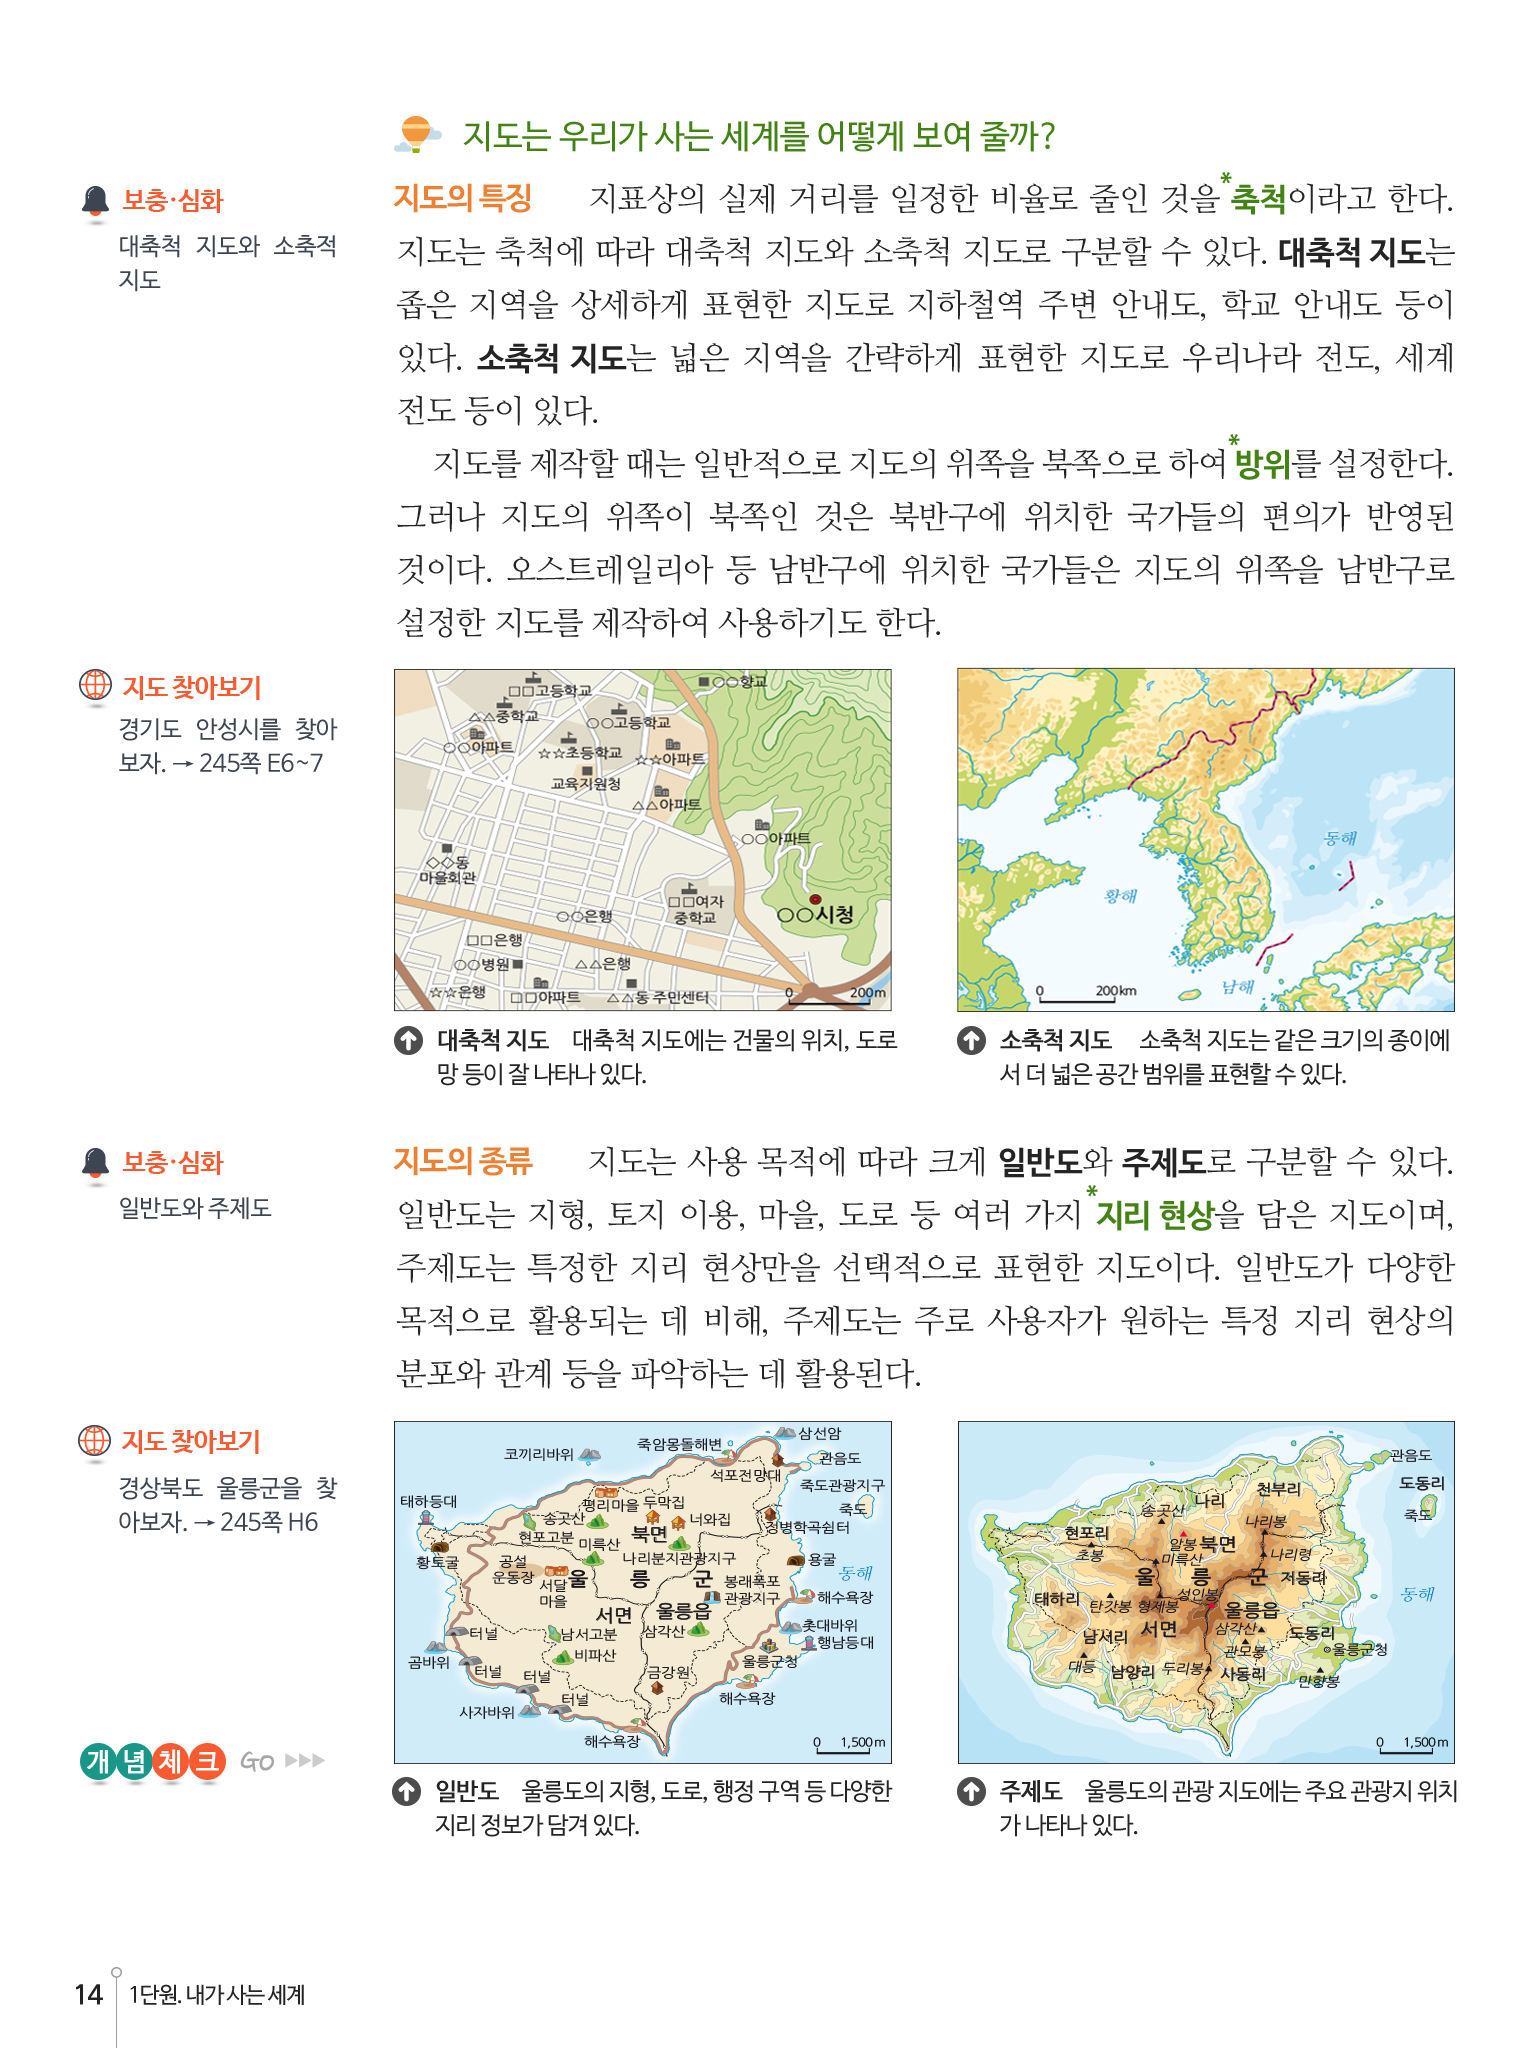 지도는 우리가 사는 세계를 어떻게 보여 줄까?
보충·심화
대축척 지도와 소축적
지도
지도의 특징 지표상의 실제 거리를 일정한 비율로 줄인 것을 *축척이라고 한다.
지도는 축척에 따라 대축척 지도와 소축척 지도로 구분할 수 있다. 대축척 지도는
좁은 지역을 상세하게 표현한 지도로 지하철역 주변 안내도, 학교 안내도 등이
있다. 소축척 지도는 넓은 지역을 간략하게 표현한 지도로 우리나라 전도, 세계
전도 등이 있다.
지도를 제작할 때는 일반적으로 지도의 위쪽을 북쪽으로 하여 *방위를 설정한다.
그러나 지도의 위쪽이 북쪽인 것은 북반구에 위치한 국가들의 편의가 반영된
것이다. 오스트레일리아 등 남반구에 위치한 국가들은 지도의 위쪽을 남반구로
설정한 지도를 제작하여 사용하기도 한다.
지도 찾아보기
경기도 안성시를 찾아
보자. → 245쪽 E6~7
□□고등학교
○○향교
△△중학교
○○고등학교
○○아파트
☆☆초등학교
☆☆아파트
교육지원청
△△아파트
○○아파트
◇◇동
마을회관
□□여자
중학교
○○은행
○○시청
□□은행
○○병원
△△은행
☆☆은행
□□아파트
△△동 주민센터
0 200m
동해
황해
남해
0 200km
대축척 지도 대축척 지도에는 건물의 위치, 도로
망 등이 잘 나타나 있다.
소축척 지도 소축척 지도는 같은 크기의 종이에
서 더 넓은 공간 범위를 표현할 수 있다.
보충·심화
일반도와 주제도
지도의 종류 지도는 사용 목적에 따라 크게 일반도와 주제도로 구분할 수 있다.
일반도는 지형, 토지 이용, 마을, 도로 등 여러 가지 *지리 현상을 담은 지도이며,
주제도는 특정한 지리 현상만을 선택적으로 표현한 지도이다. 일반도가 다양한
목적으로 활용되는 데 비해, 주제도는 주로 사용자가 원하는 특정 지리 현상의
분포와 관계 등을 파악하는 데 활용된다.
지도 찾아보기
경상북도 울릉군을 찾
아보자. → 245쪽 H6
삼선암
죽암몽돌해변
코끼리바위
관음도
석포전망대
죽도관광지구
태하등대
평리마을 두막집
죽도
송곳산
너와집
정병학곡쉼터
현포고분
미륵산
북면
황토굴
공설
운동장
나리분지관광지구
용굴
동해
서달
마을
울 릉 군
봉래폭포
관광지구
해수욕장
서면
울릉읍
촛대바위
터널
남서고분
삼각산
행남등대
곰바위
비파산
울릉군청
터널
터널
금강원
터널
해수욕장
사자바위
해수욕장
0 1,500m
관음도
도동리
천부리
나리
죽도
송곳산
나리봉
현포리
알봉
북면
초봉
미륵산
나리령
울 릉 군
저동리
동해
태하리
성인봉
탄갓봉
형제봉
울릉읍
서면
삼각산
도동리
남서리
관모봉
울릉군청
대등
남양리
두리봉
사동리
만향봉
0 1,500m
일반도 울릉도의 지형, 도로, 행정 구역 등 다양한
지리 정보가 담겨 있다.
주제도 울릉도의 관광 지도에는 주요 관광지 위치
가 나타나 있다.
개념체크 GO
14 1단원. 내가 사는 세계